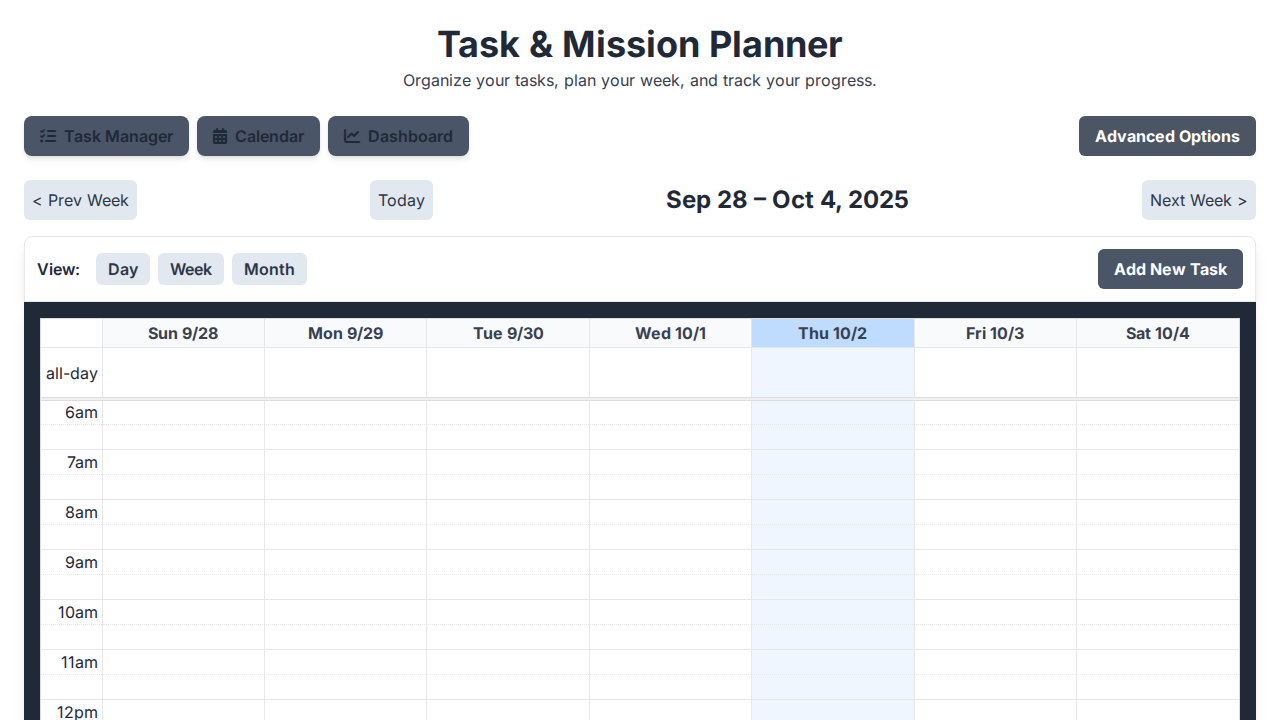 Task & Mission Planner
Organize your tasks, plan your week, and track your progress.
Task Manager Calendar Dashboard Advanced Options
< Prev Week Today Sep 28 – Oct 4, 2025 Next Week >
View: Day Week Month Add New Task
Sun 9/28 Mon 9/29 Tue 9/30 Wed 10/1 Thu 10/2 Fri 10/3 Sat 10/4
all-day
6am
7am
8am
9am
10am
11am
12pm